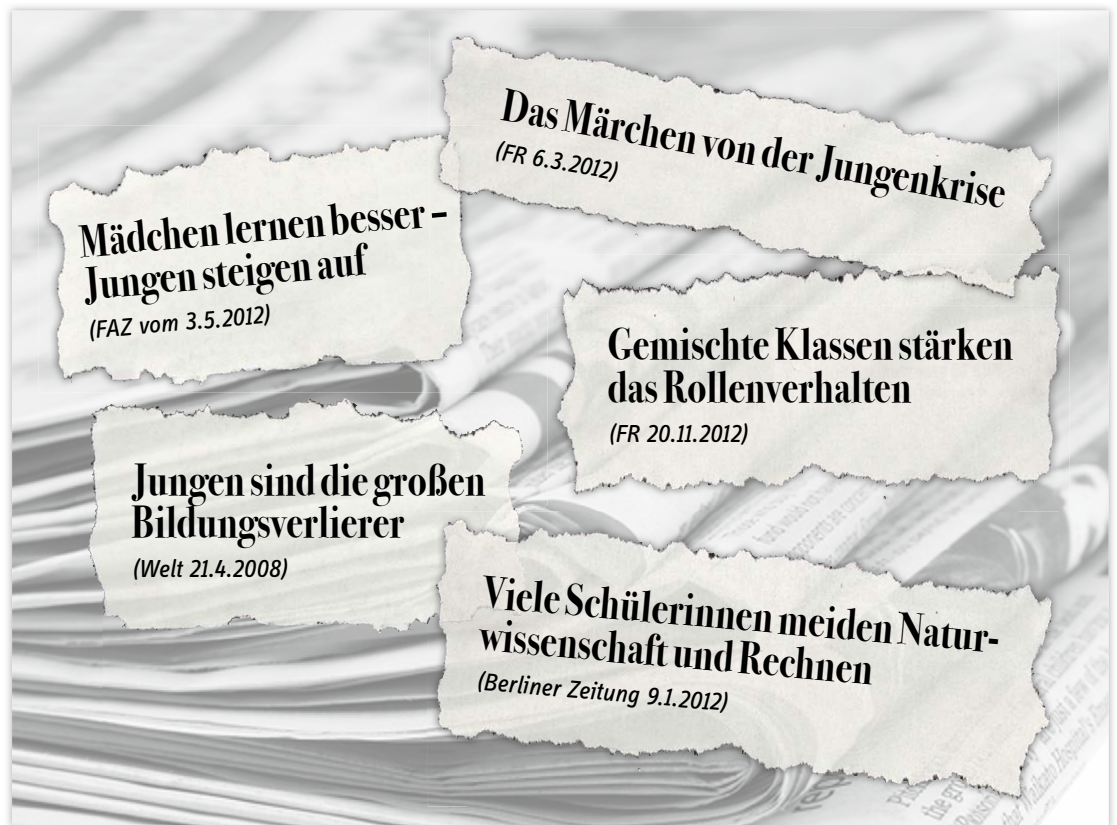 Das Märchen von der Jungenkrise
(FR 6.3.2012)
Mädchen lernen besser –
Jungen steigen auf
(FAZ vom 3.5.2012)
Gemischte Klassen stärken
das Rollenverhalten
(FR 20.11.2012)
Jungen sind die großen
Bildungsverlierer
(Welt 21.4.2008)
Viele Schülerinnen meiden Natur-
wissenschaft und Rechnen
(Berliner Zeitung 9.1.2012)